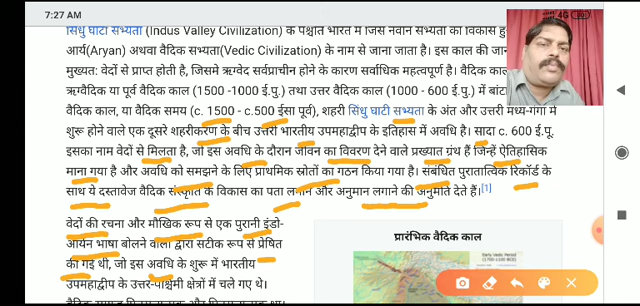 7:27 AM
4G
सिंधु घाटी सभ्यता (Indus Valley Civilization) के पश्चात भारत में जिस नवीन सभ्यता का विकास
आर्य(Aryan) अथवा वैदिक सभ्यता(Vedic Civilization) के नाम से जाना जाता है। इस काल की
मुख्यत: वेदों से प्राप्त होती है, जिसमे ऋग्वेद सर्वप्राचीन होने के कारण सर्वाधिक महत्वपूर्ण है। वैदिक
ऋग्वैदिक या पूर्व वैदिक काल (1500 -1000 ई.पु.) तथा उत्तर वैदिक काल (1000 - 600 ई.पु.) में
वैदिक काल, या वैदिक समय (c. 1500 - c.500 ईसा पूर्व), शहरी सिंधु घाटी सभ्यता के अंत और उत्तरी मध्य-गंगा में
शुरू होने वाले एक दूसरे शहरीकरण के बीच उत्तरी भारतीय उपमहाद्वीप के इतिहास में अवधि है। सादा c. 600 ई.पू.
इसका नाम वेदों से मिलता है, जो इस अवधि के दौरान जीवन का विवरण देने वाले प्रख्यात ग्रंथ हैं जिन्हें ऐतिहासिक
माना गया है और अवधि को समझने के लिए प्राथमिक स्रोतों का गठन किया गया है। संबंधित पुरातात्विक रिकॉर्ड के
साथ ये दस्तावेज वैदिक संस्कृति के विकास का पता लगाने और अनुमान लगाने की अनुमति देते हैं।[1]
वेदों की रचना और मौखिक रूप से एक पुरानी इंडो-
आर्यन भाषा बोलने वालों द्वारा सटीक रूप से प्रेषित
की गई थी, जो इस अवधि के शुरू में भारतीय
उपमहाद्वीप के उत्तर-पश्चिमी क्षेत्रों में चले गए थे।
प्रारंभिक वैदिक काल
Early Vedic Period